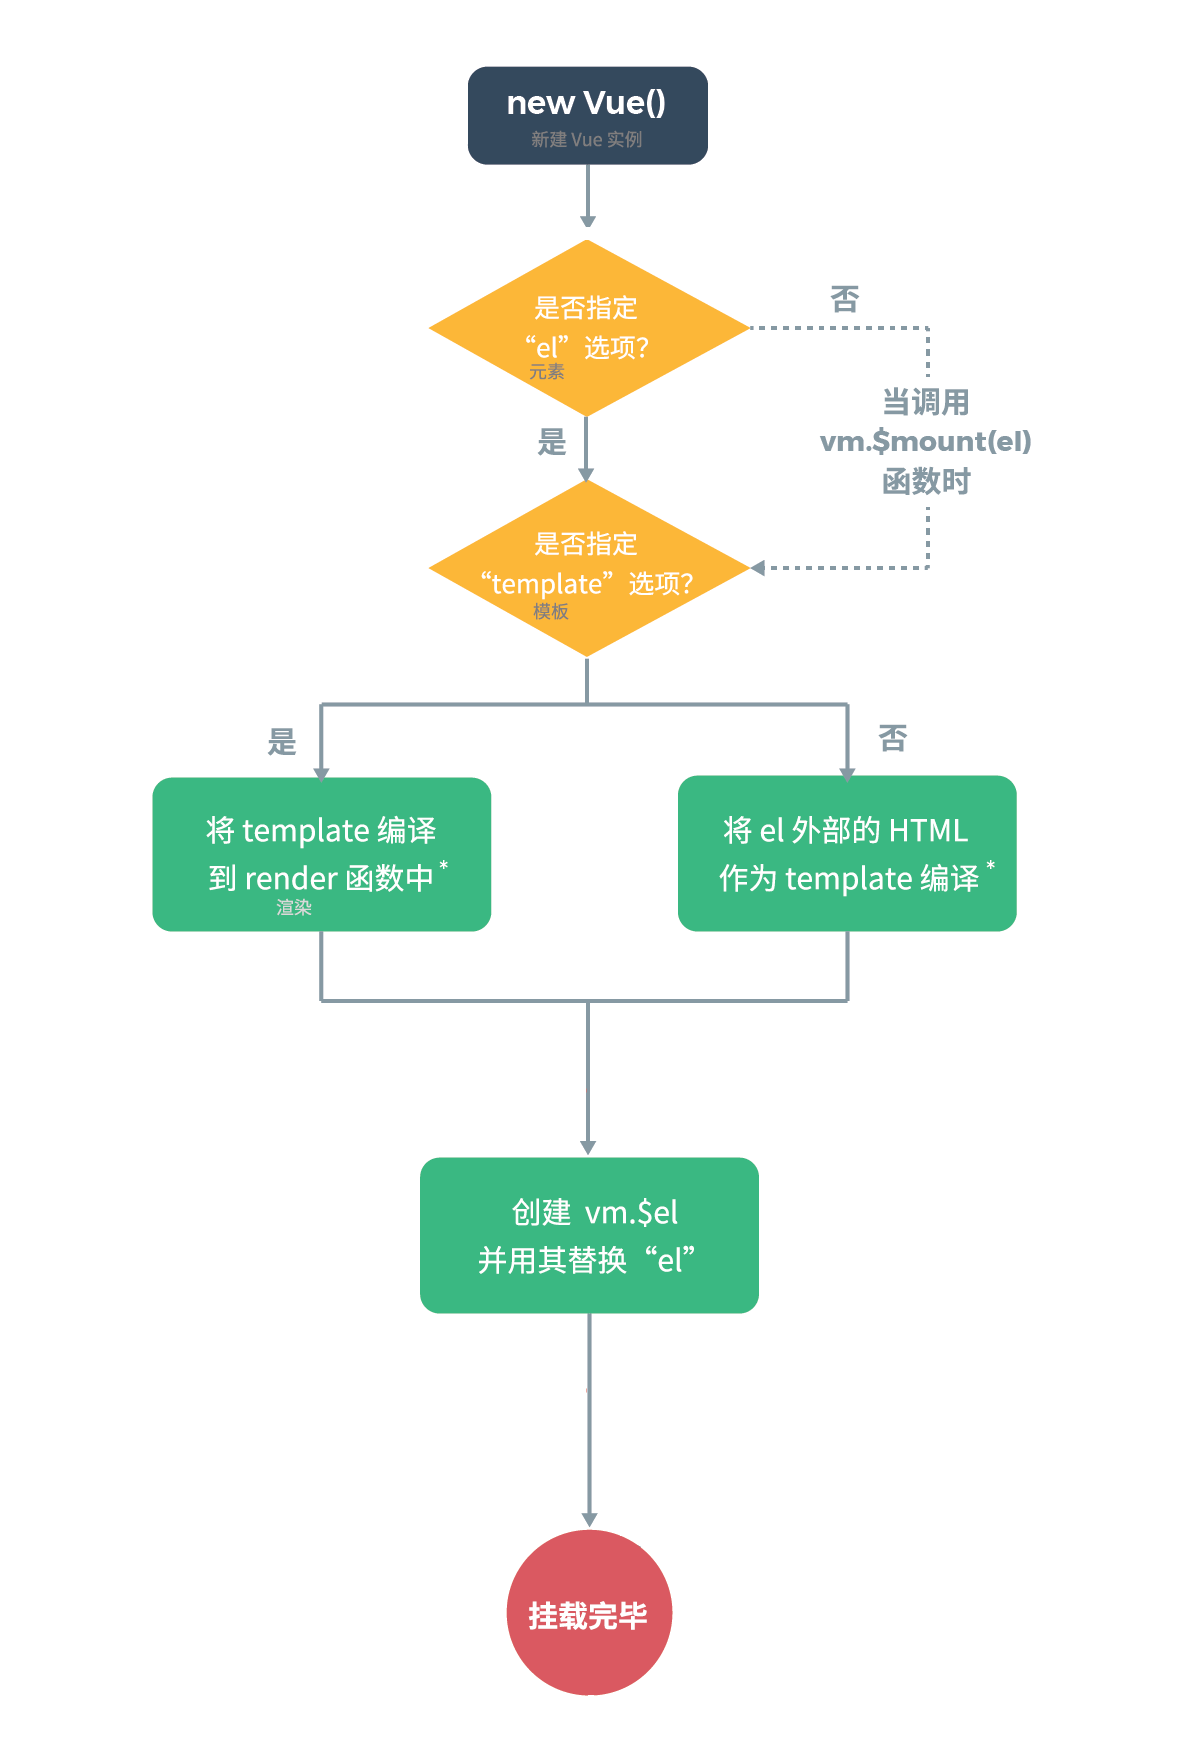 new Vue()
新建 Vue 实例
是否指定
“el”选项?
元素
否
当调用
vm.$mount(el)
函数时
是
是否指定
“template”选项?
模板
是
否
将 template 编译
到 render 函数中*
渲染
将 el 外部的 HTML
作为 template 编译*
创建 vm.$el
并用其替换“el”
挂载完毕